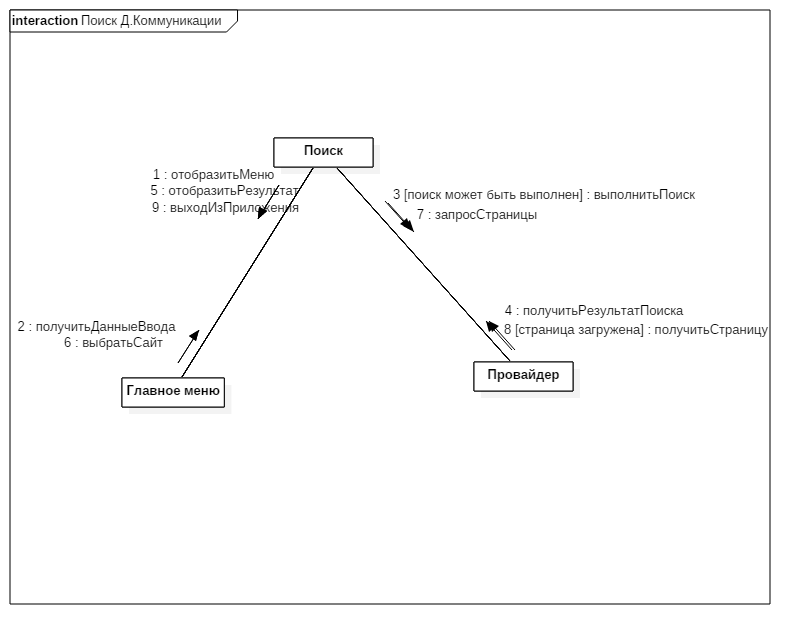 interaction Поиск Д.Коммуникации
Поиск
1 : отобразитьМеню
5 : отобразитьРезультат
9 : выходИзПриложения
3 [поиск может быть выполнен] : выполнитьПоиск
7 : запросСтраницы
2 : получитьДанныеВвода
6 : выбратьСайт
4 : получитьРезультатПоиска
8 [страница загружена] : получитьСтраницу
Главное меню
Провайдер